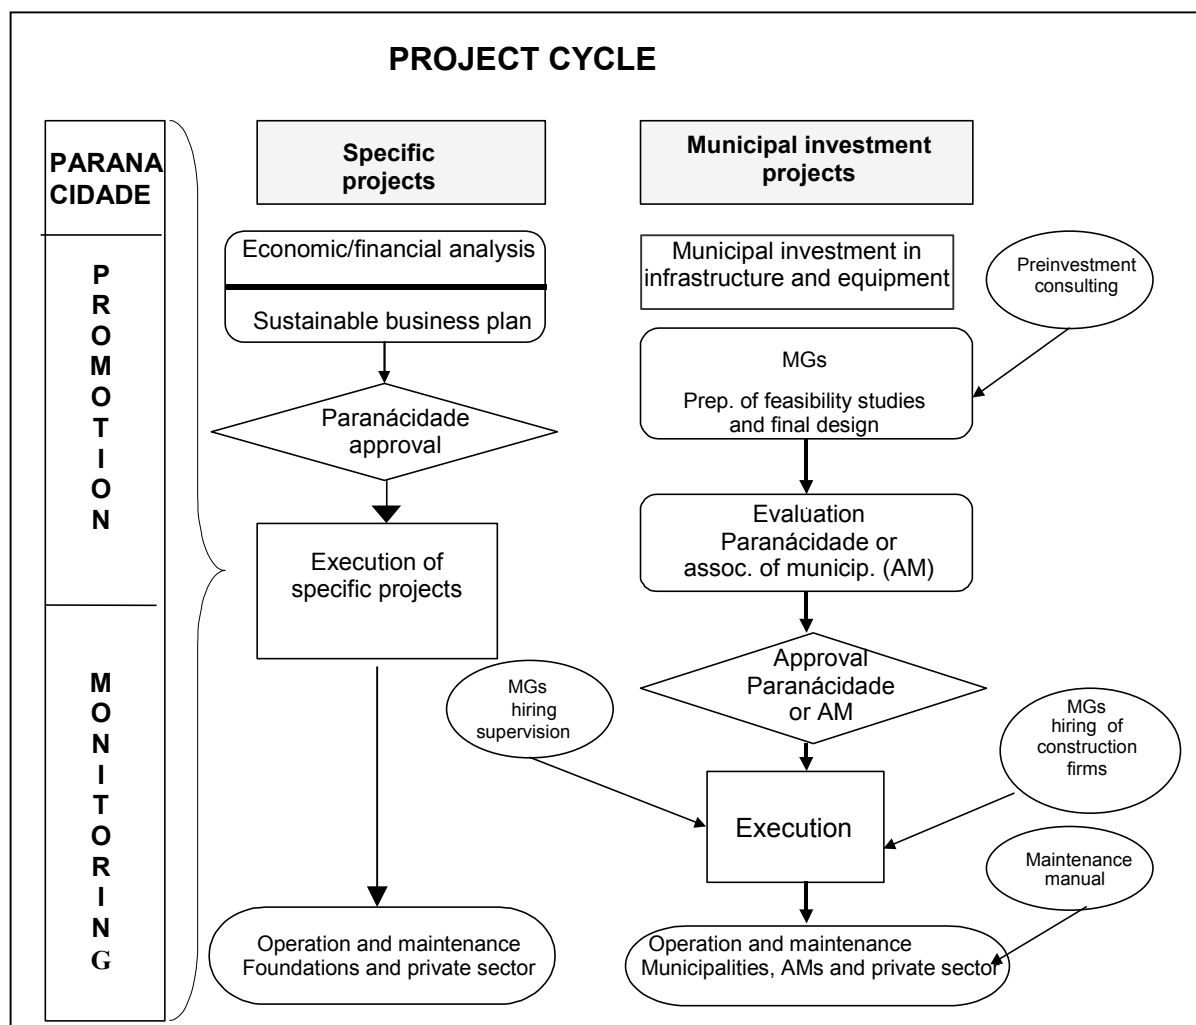 PROJECT CYCLE
PARANA
CIDADE
P
R
O
M
O
T
I
O
N
M
O
N
I
T
O
R
I
N
G
Specific
projects
Economic/financial analysis
Sustainable business plan
Paranácidade
approval
Execution of
specific projects
Operation and maintenance
Foundations and private sector
Municipal investment
projects
Municipal investment in
infrastructure and equipment
Preinvestment
consulting
MGs
Prep. of feasibility studies
and final design
Evaluation
Paranácidade or
assoc. of municip. (AM)
Approval
Paranácidade
or AM
MGs
hiring
supervision
MGs
hiring of
construction
firms
Execution
Maintenance
manual
Operation and maintenance
Municipalities, AMs and private sector